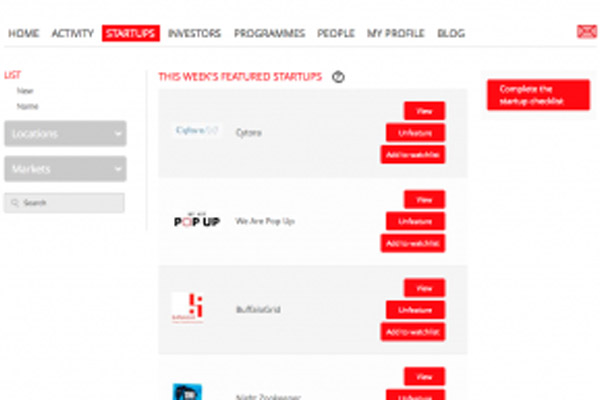 HOME ACTIVITY STARTUPS INVESTORS PROGRAMMES PEOPLE MY PROFILE BLOG
LIST
New
Name
Locations
Markets
Search
THIS WEEK'S FEATURED STARTUPS ?
Complete the
startup checklist
Cytora
Cytora
View
Unfeature
Add to watchlist
WE ARE
POP UP
We Are Pop Up
View
Unfeature
Add to watchlist
BuffaloGrid
View
Unfeature
Add to watchlist
Night Zookeeper
View
Unfeature